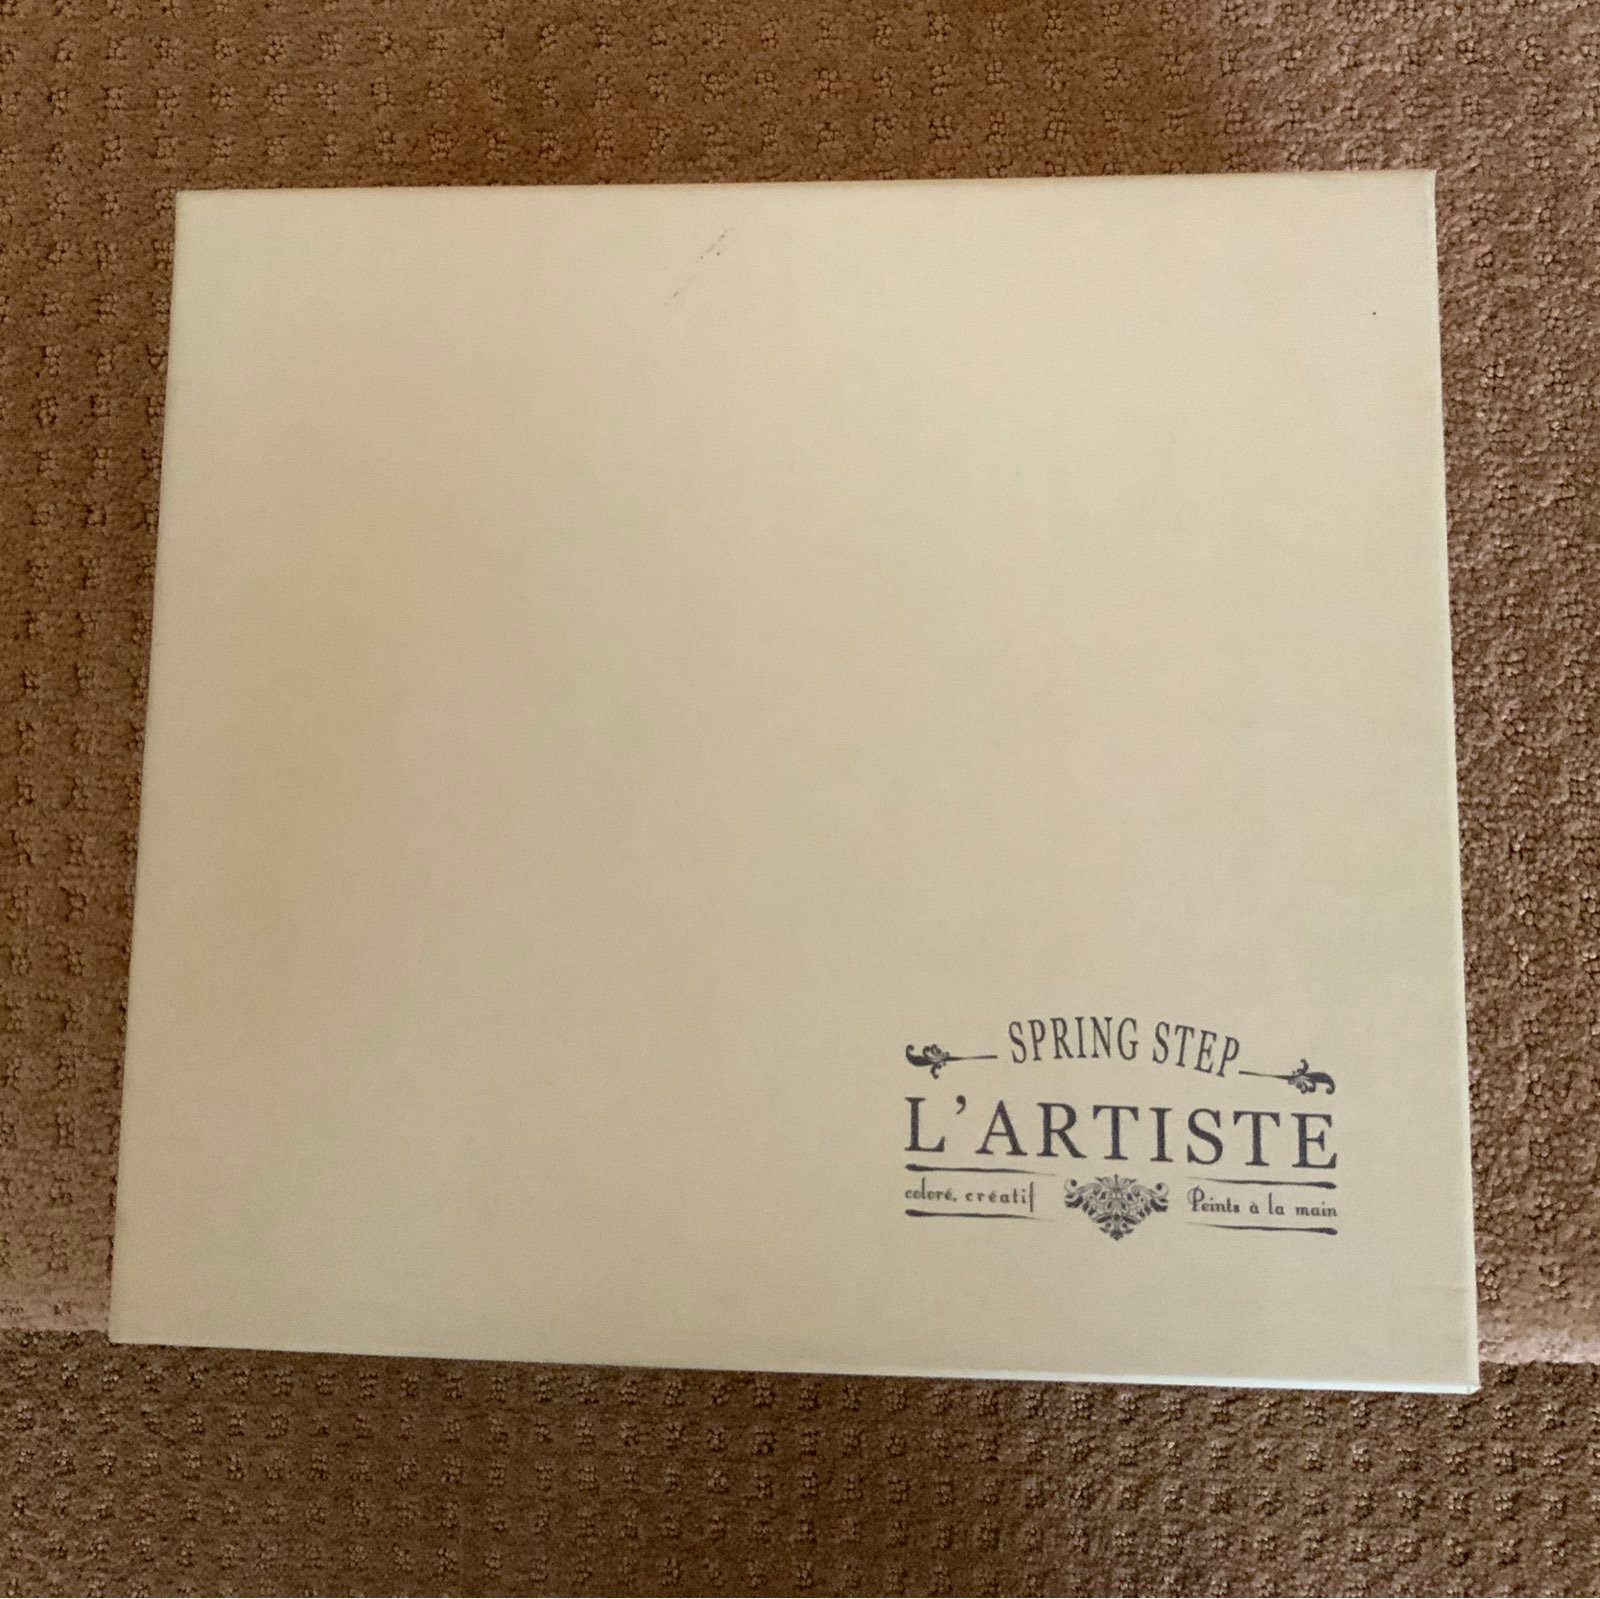 SPRING STEP
L'ARTISTE
coloré, créatif Peints à la main